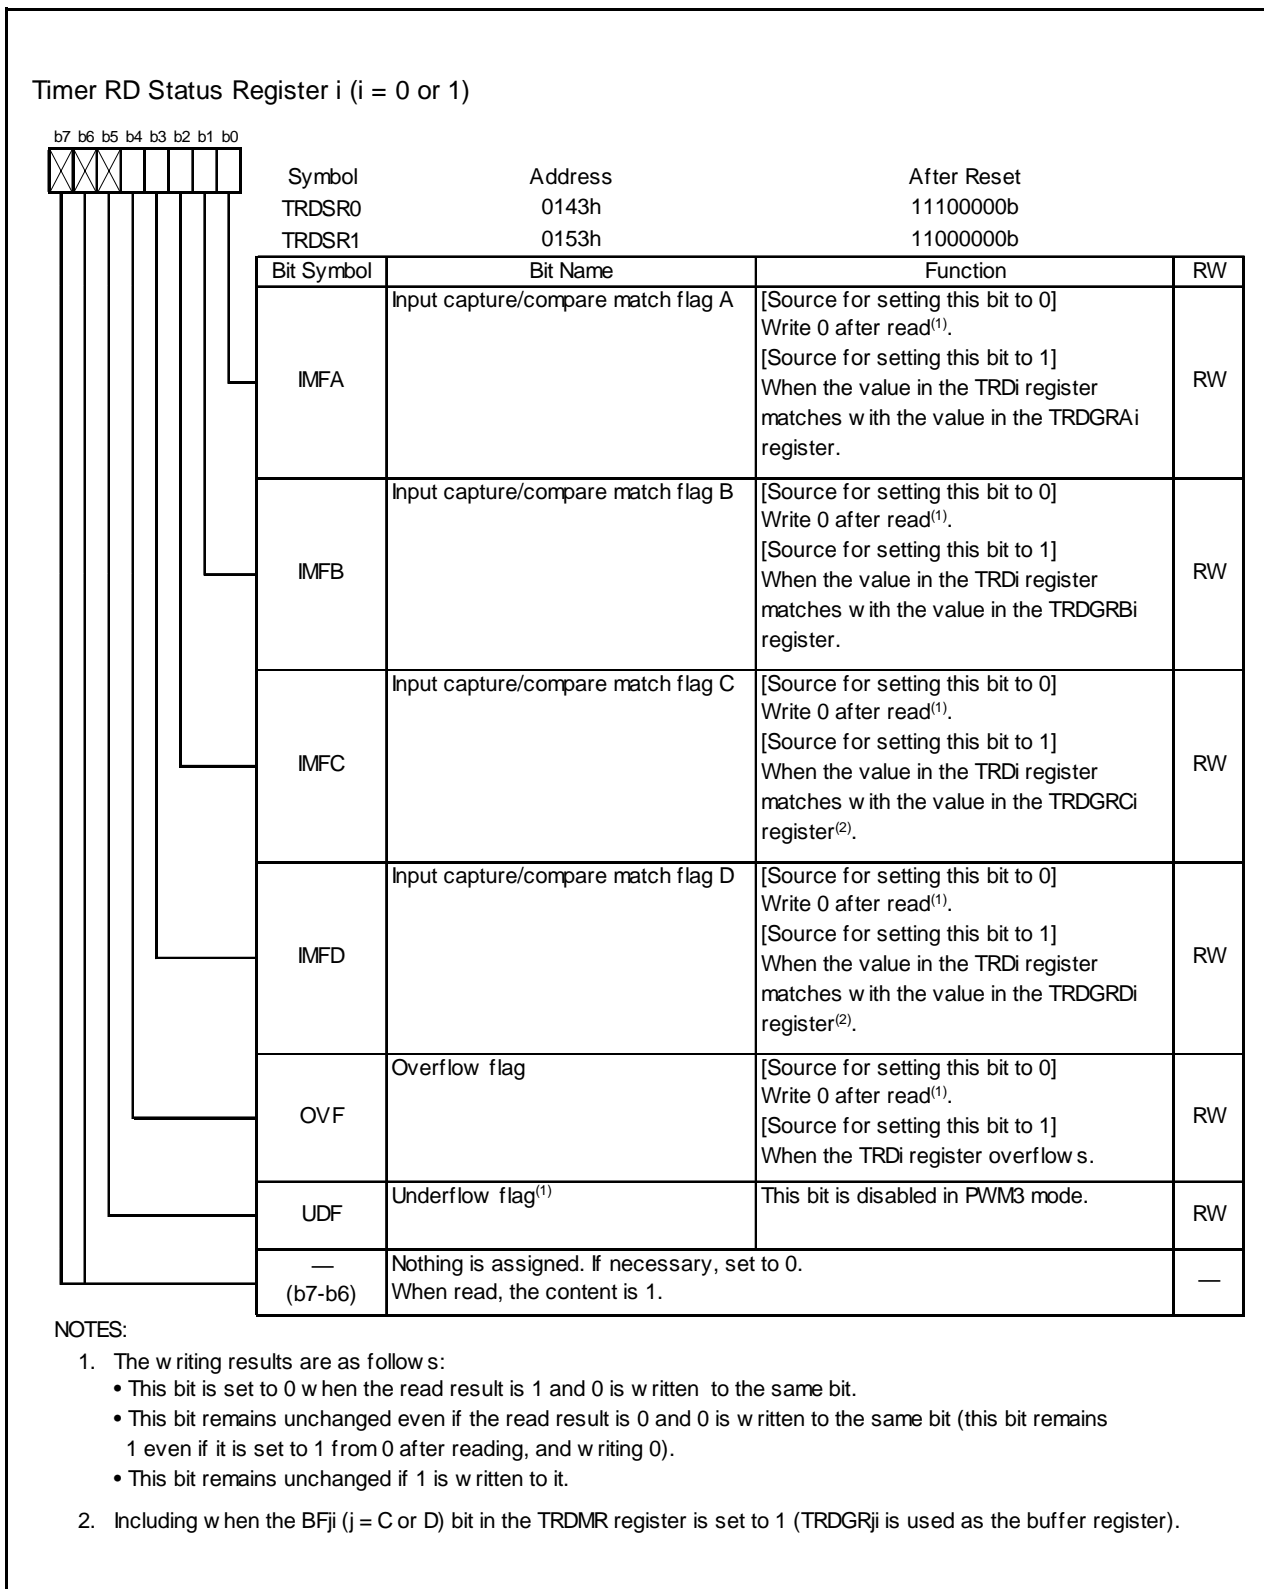 Timer RD Status Register i (i = 0 or 1)
b7 b6 b5 b4 b3 b2 b1 b0
Symbol Address After Reset
TRDSR0 0143h 11100000b
TRDSR1 0153h 11000000b
Bit Symbol Bit Name Function RW
IMFA
Input capture/compare match flag A
[Source for setting this bit to 0]
Write 0 after read(1).
[Source for setting this bit to 1]
When the value in the TRDi register
matches with the value in the TRDGRAi
register.
RW
IMFB
Input capture/compare match flag B
[Source for setting this bit to 0]
Write 0 after read(1).
[Source for setting this bit to 1]
When the value in the TRDi register
matches with the value in the TRDGRBi
register.
RW
IMFC
Input capture/compare match flag C
[Source for setting this bit to 0]
Write 0 after read(1).
[Source for setting this bit to 1]
When the value in the TRDi register
matches with the value in the TRDGRCi
register(2).
RW
IMFD
Input capture/compare match flag D
[Source for setting this bit to 0]
Write 0 after read(1).
[Source for setting this bit to 1]
When the value in the TRDi register
matches with the value in the TRDGRDi
register(2).
RW
OVF
Overflow flag
[Source for setting this bit to 0]
Write 0 after read(1).
[Source for setting this bit to 1]
When the TRDi register overflows.
RW
UDF
Underflow flag(1)
This bit is disabled in PWM3 mode.
RW
—
(b7-b6)
Nothing is assigned. If necessary, set to 0.
When read, the content is 1.
—
NOTES:
1. The writing results are as follows:
• This bit is set to 0 when the read result is 1 and 0 is written to the same bit.
• This bit remains unchanged even if the read result is 0 and 0 is written to the same bit (this bit remains
1 even if it is set to 1 from 0 after reading, and writing 0).
• This bit remains unchanged if 1 is written to it.
2. Including when the BFji (j = C or D) bit in the TRDMR register is set to 1 (TRDGRji is used as the buffer register).